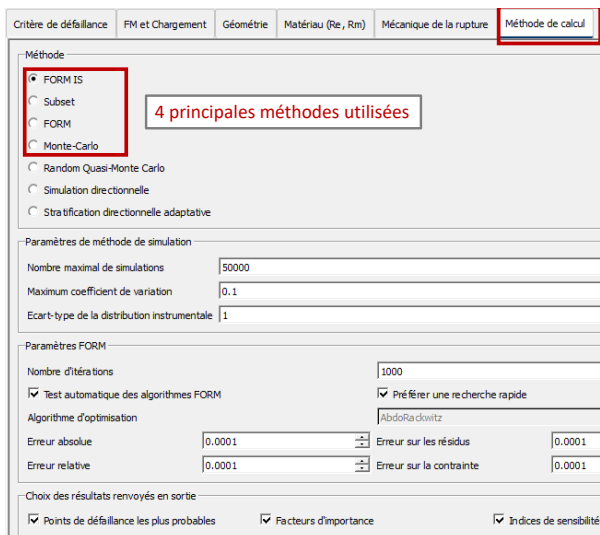 Critère de défaillance FM et Chargement Géométrie Matériau (Re, Rm) Mécanique de la rupture Méthode de calcul
Méthode
FORM IS
Subset
FORM
Monte-Carlo
4 principales méthodes utilisées
Random Quasi-Monte Carlo
Simulation directionnelle
Stratification directionnelle adaptative
Paramètres de méthode de simulation
Nombre maximal de simulations 50000
Maximum coefficient de variation 0.1
Ecart-type de la distribution instrumentale 1
Paramètres FORM
Nombre d'itérations 1000
Test automatique des algorithmes FORM Préférer une recherche rapide
Algorithme d'optimisation AbdoRackwitz
Erreur absolue 0.0001 Erreur sur les résidus 0.0001
Erreur relative 0.0001 Erreur sur la contrainte 0.0001
Choix des résultats renvoyés en sortie
Points de défaillance les plus probables Facteurs d'importance Indices de sensibilité